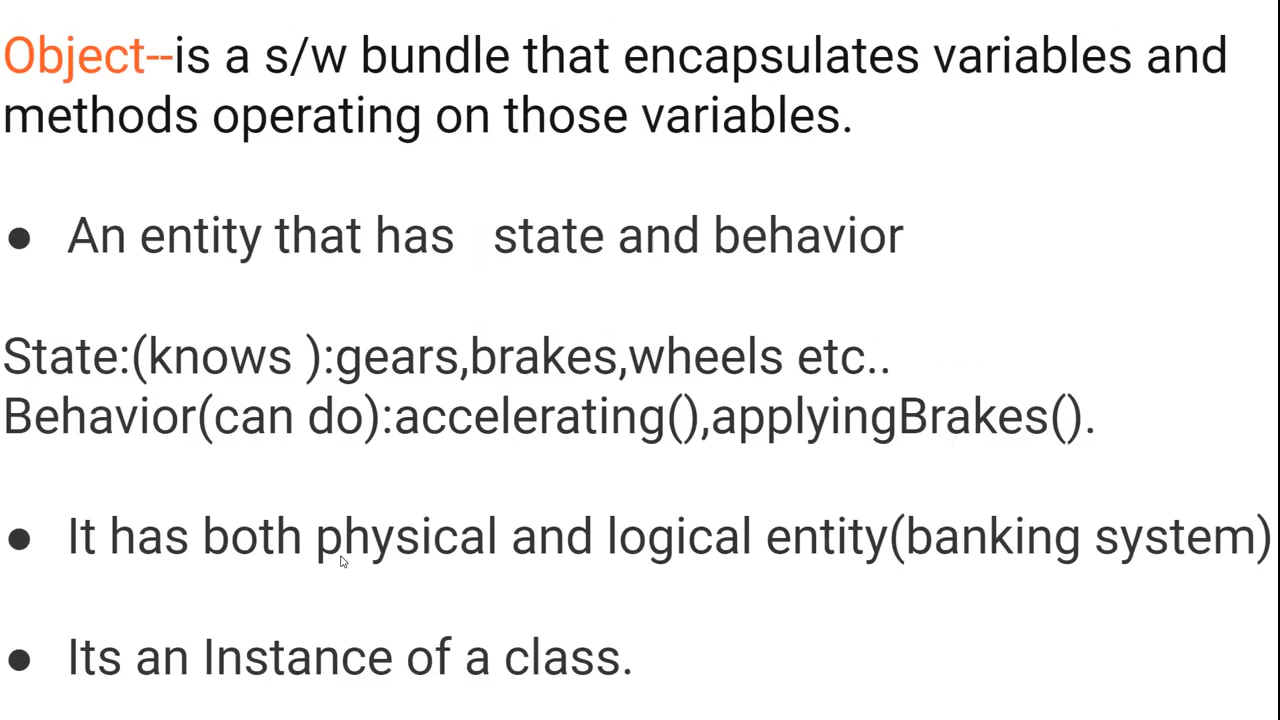 Object--is a s/w bundle that encapsulates variables and
methods operating on those variables.
● An entity that has state and behavior
State:(knows ):gears,brakes,wheels etc..
Behavior(can do):accelerating(),applyingBrakes().
● It has both physical and logical entity(banking system)
● Its an Instance of a class.